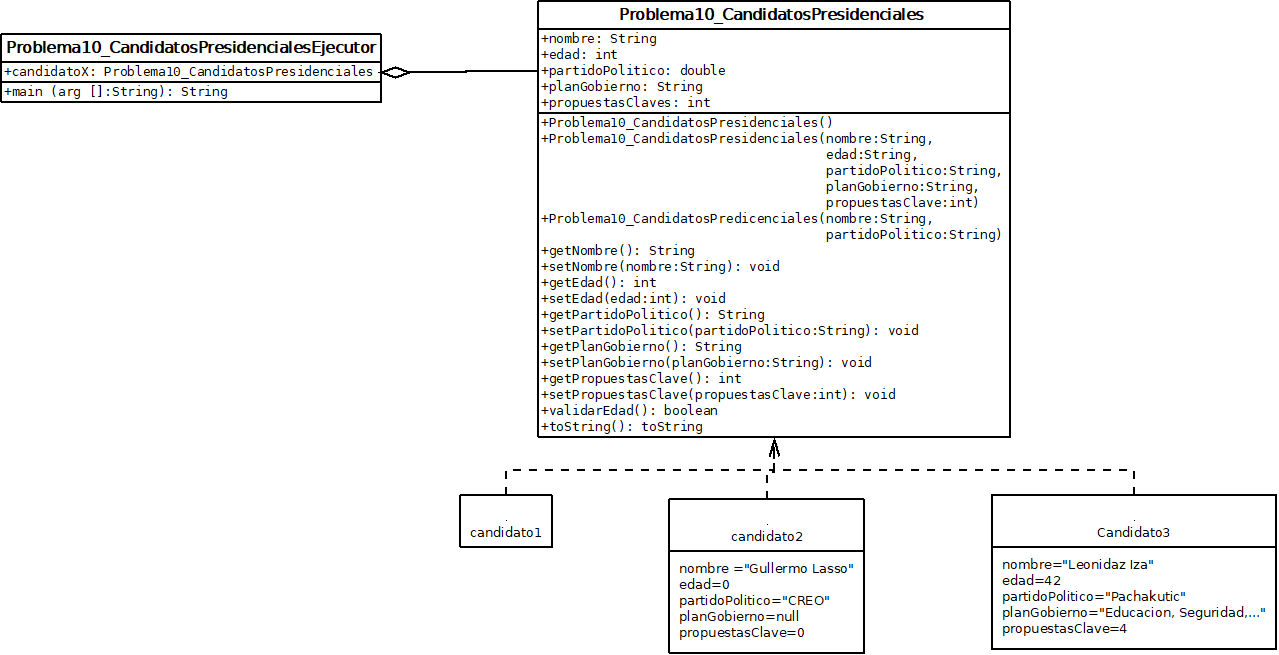 Problema10_CandidatosPresidencialesEjecutor
+candidatoX: Problema10_CandidatosPresidenciales
+main (arg []:String): String
Problema10_CandidatosPresidenciales
+nombre: String
+edad: int
+partidoPolitico: double
+planGobierno: String
+propuestasClaves: int
+Problema10_CandidatosPresidenciales()
+Problema10_CandidatosPresidenciales(nombre:String,
edad:String,
partidoPolitico:String,
planGobierno:String,
propuestasClave:int)
+Problema10_CandidatosPredicenciales(nombre:String,
partidoPolitico:String)
+getNombre(): String
+setNombre(nombre:String): void
+getEdad(): int
+setEdad(edad:int): void
+getPartidoPolitico(): String
+setPartidoPolitico(partidoPolitico:String): void
+getPlanGobierno(): String
+setPlanGobierno(planGobierno:String): void
+getPropuestasClave(): int
+setPropuestasClave(propuestasClave:int): void
+validarEdad(): boolean
+toString(): toString
.
candidato1
.
candidato2
nombre ="Gullermo Lasso"
edad=0
partidoPolitico="CREO"
planGobierno=null
propuestasClave=0
.
Candidato3
nombre="Leonidaz Iza"
edad=42
partidoPolitico="Pachakutic"
planGobierno="Educacion, Seguridad,..."
propuestasClave=4